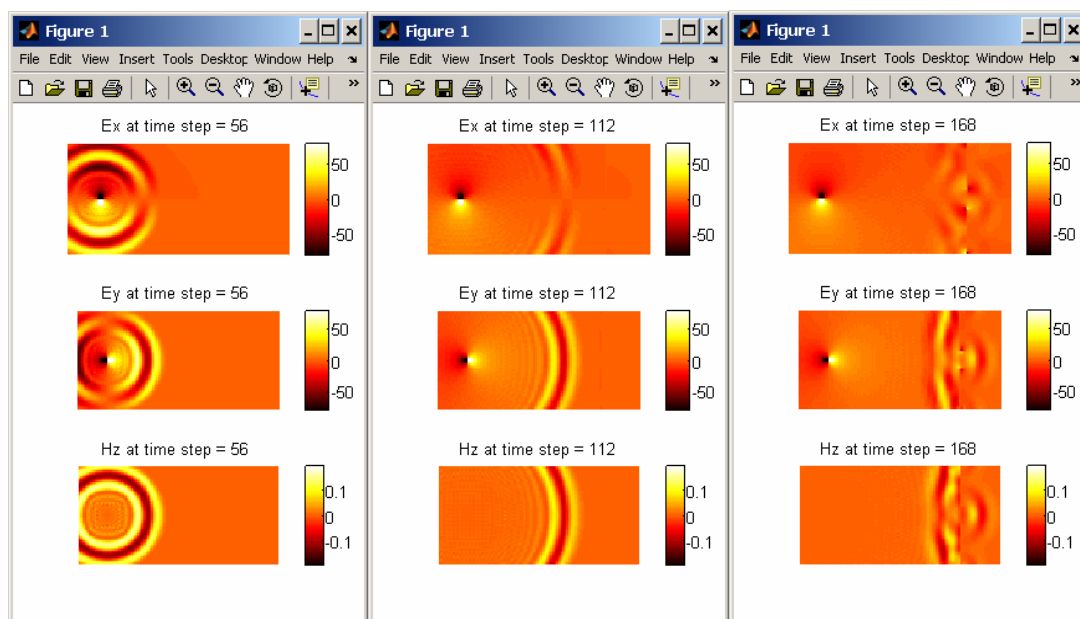 Figure 1
File Edit View Insert Tools Desktop Window Help
Ex at time step = 56
50
0
-50
Ey at time step = 56
50
0
-50
Hz at time step = 56
0.1
0
-0.1
Figure 1
File Edit View Insert Tools Desktop Window Help
Ex at time step = 112
50
0
-50
Ey at time step = 112
50
0
-50
Hz at time step = 112
0.1
0
-0.1
Figure 1
File Edit View Insert Tools Desktop Window Help
Ex at time step = 168
50
0
-50
Ey at time step = 168
50
0
-50
Hz at time step = 168
0.1
0
-0.1